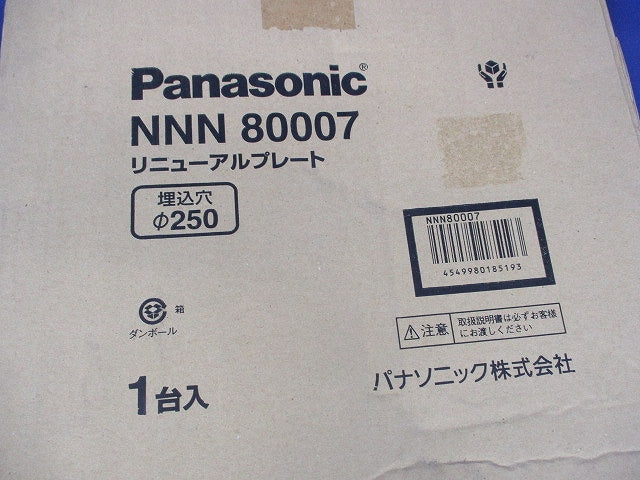 Panasonic®
NNN 80007
リニューアルプレート
埋込穴
φ250
NNN80007
4549980185193
箱
ダンボール
注意
取扱説明書は必ずお客様
にお渡しください
1台入
パナソニック株式会社